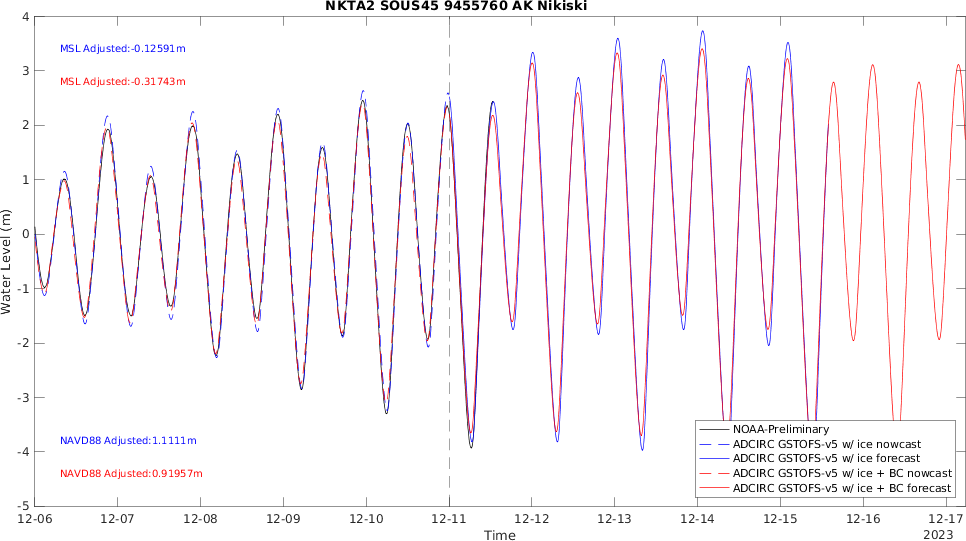 NKTA2 SOUS45 9455760 AK Nikiski
4
MSL Adjusted:-0.12591m
3
MSL Adjusted:-0.31743m
2
1
0
Water Level (m)
-1
-2
-3
NOAA-Preliminary
NAVD88 Adjusted:1.1111m
ADCIRC GSTOFS-v5 w/ ice nowcast
-4
ADCIRC GSTOFS-v5 w/ ice forecast
NAVD88 Adjusted:0.91957m
ADCIRC GSTOFS-v5 w/ ice + BC nowcast
ADCIRC GSTOFS-v5 w/ ice + BC forecast
-5
12-06 12-07 12-08 12-09 12-10 12-11 12-12 12-13 12-14 12-15 12-16 12-17
Time
2023